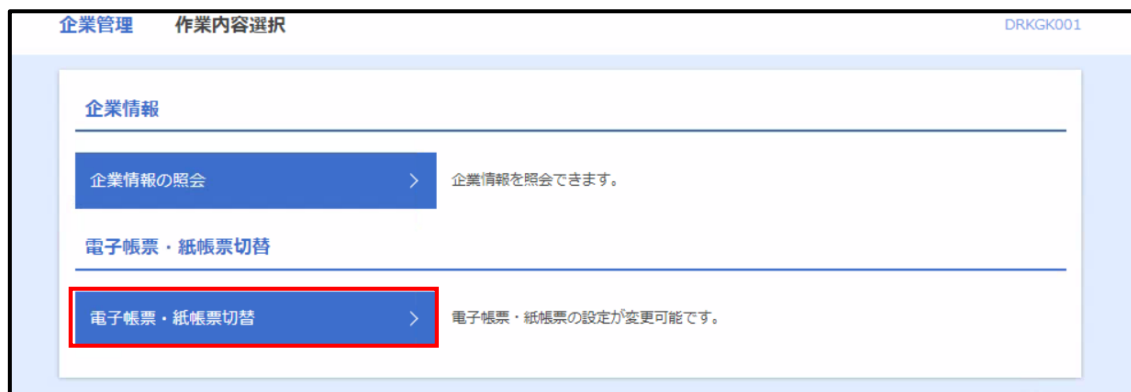 企業管理 作業内容選択 DRKGK001
企業情報
企業情報の照会 企業情報を照会できます。
電子帳票・紙帳票切替
電子帳票・紙帳票切替 電子帳票・紙帳票の設定が変更可能です。